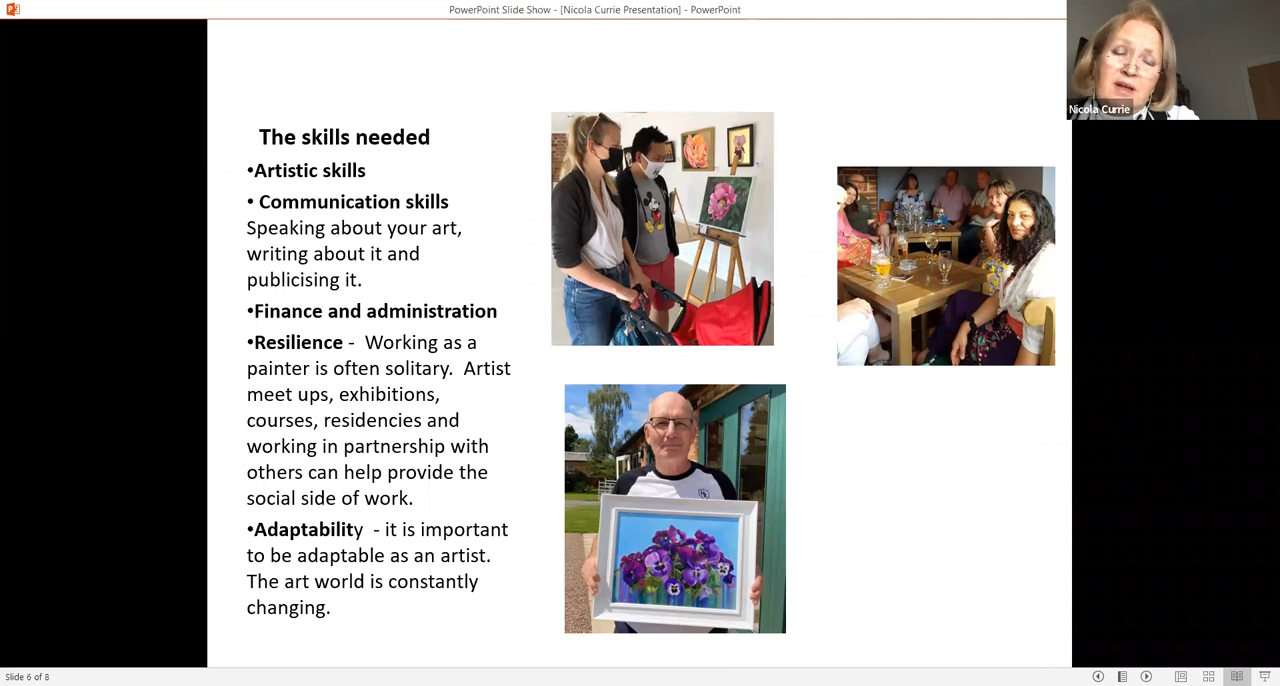 PowerPoint Slide Show - [Nicola Currie Presentation] - PowerPoint
Nicola Currie
The skills needed
•Artistic skills
• Communication skills
Speaking about your art,
writing about it and
publicising it.
•Finance and administration
•Resilience - Working as a
painter is often solitary. Artist
meet ups, exhibitions,
courses, residencies and
working in partnership with
others can help provide the
social side of work.
•Adaptability - it is important
to be adaptable as an artist.
The art world is constantly
changing.
Slide 6 of 8